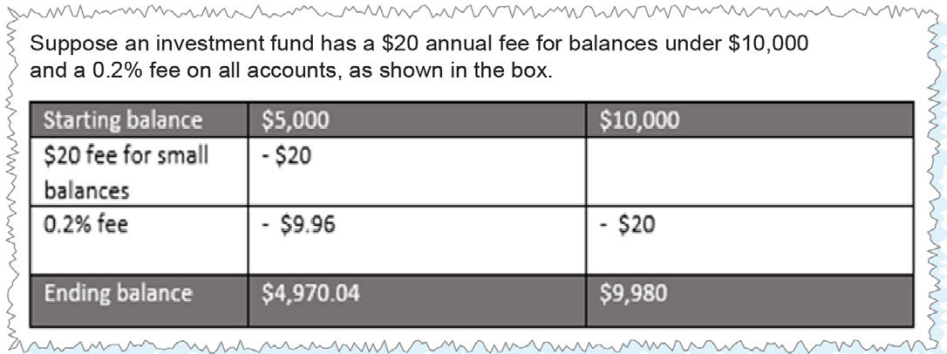 Suppose an investment fund has a $20 annual fee for balances under $10,000
and a 0.2% fee on all accounts, as shown in the box.
Starting balance $5,000 $10,000
$20 fee for small - $20
balances
0.2% fee - $9.96 - $20
Ending balance $4,970.04 $9,980